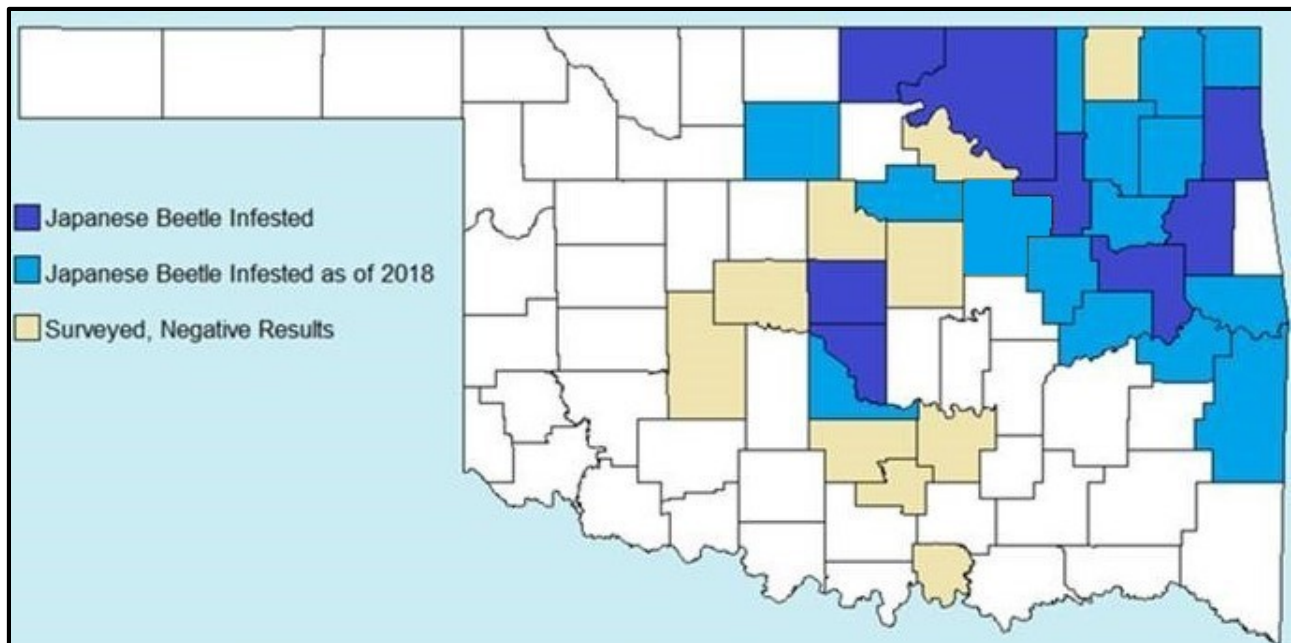 Japanese Beetle Infested
Japanese Beetle Infested as of 2018
Surveyed, Negative Results